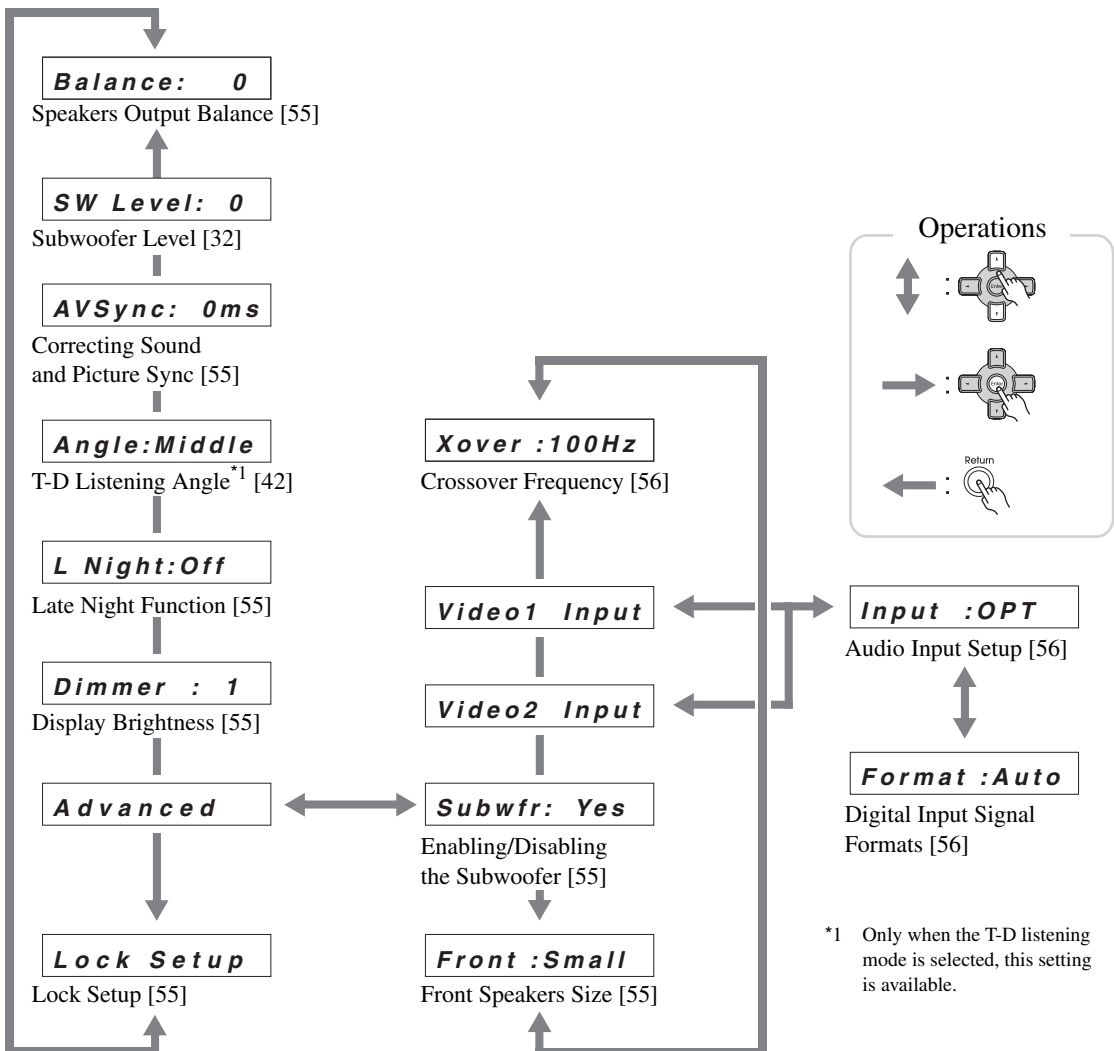 Balance: 0
Speakers Output Balance [55]
SW Level: 0
Subwoofer Level [32]
AVSync: 0ms
Correcting Sound
and Picture Sync [55]
Angle:Middle
T-D Listening Angle*1 [42]
L Night:Off
Late Night Function [55]
Dimmer : 1
Display Brightness [55]
Advanced
Lock Setup
Lock Setup [55]
Xover :100Hz
Crossover Frequency [56]
Video1 Input
Video2 Input
Subwfr: Yes
Enabling/Disabling
the Subwoofer [55]
Front :Small
Front Speakers Size [55]
Operations
:
Enter
:
Enter
Return
:
Input :OPT
Audio Input Setup [56]
Format :Auto
Digital Input Signal
Formats [56]
*1 Only when the T-D listening
mode is selected, this setting
is available.